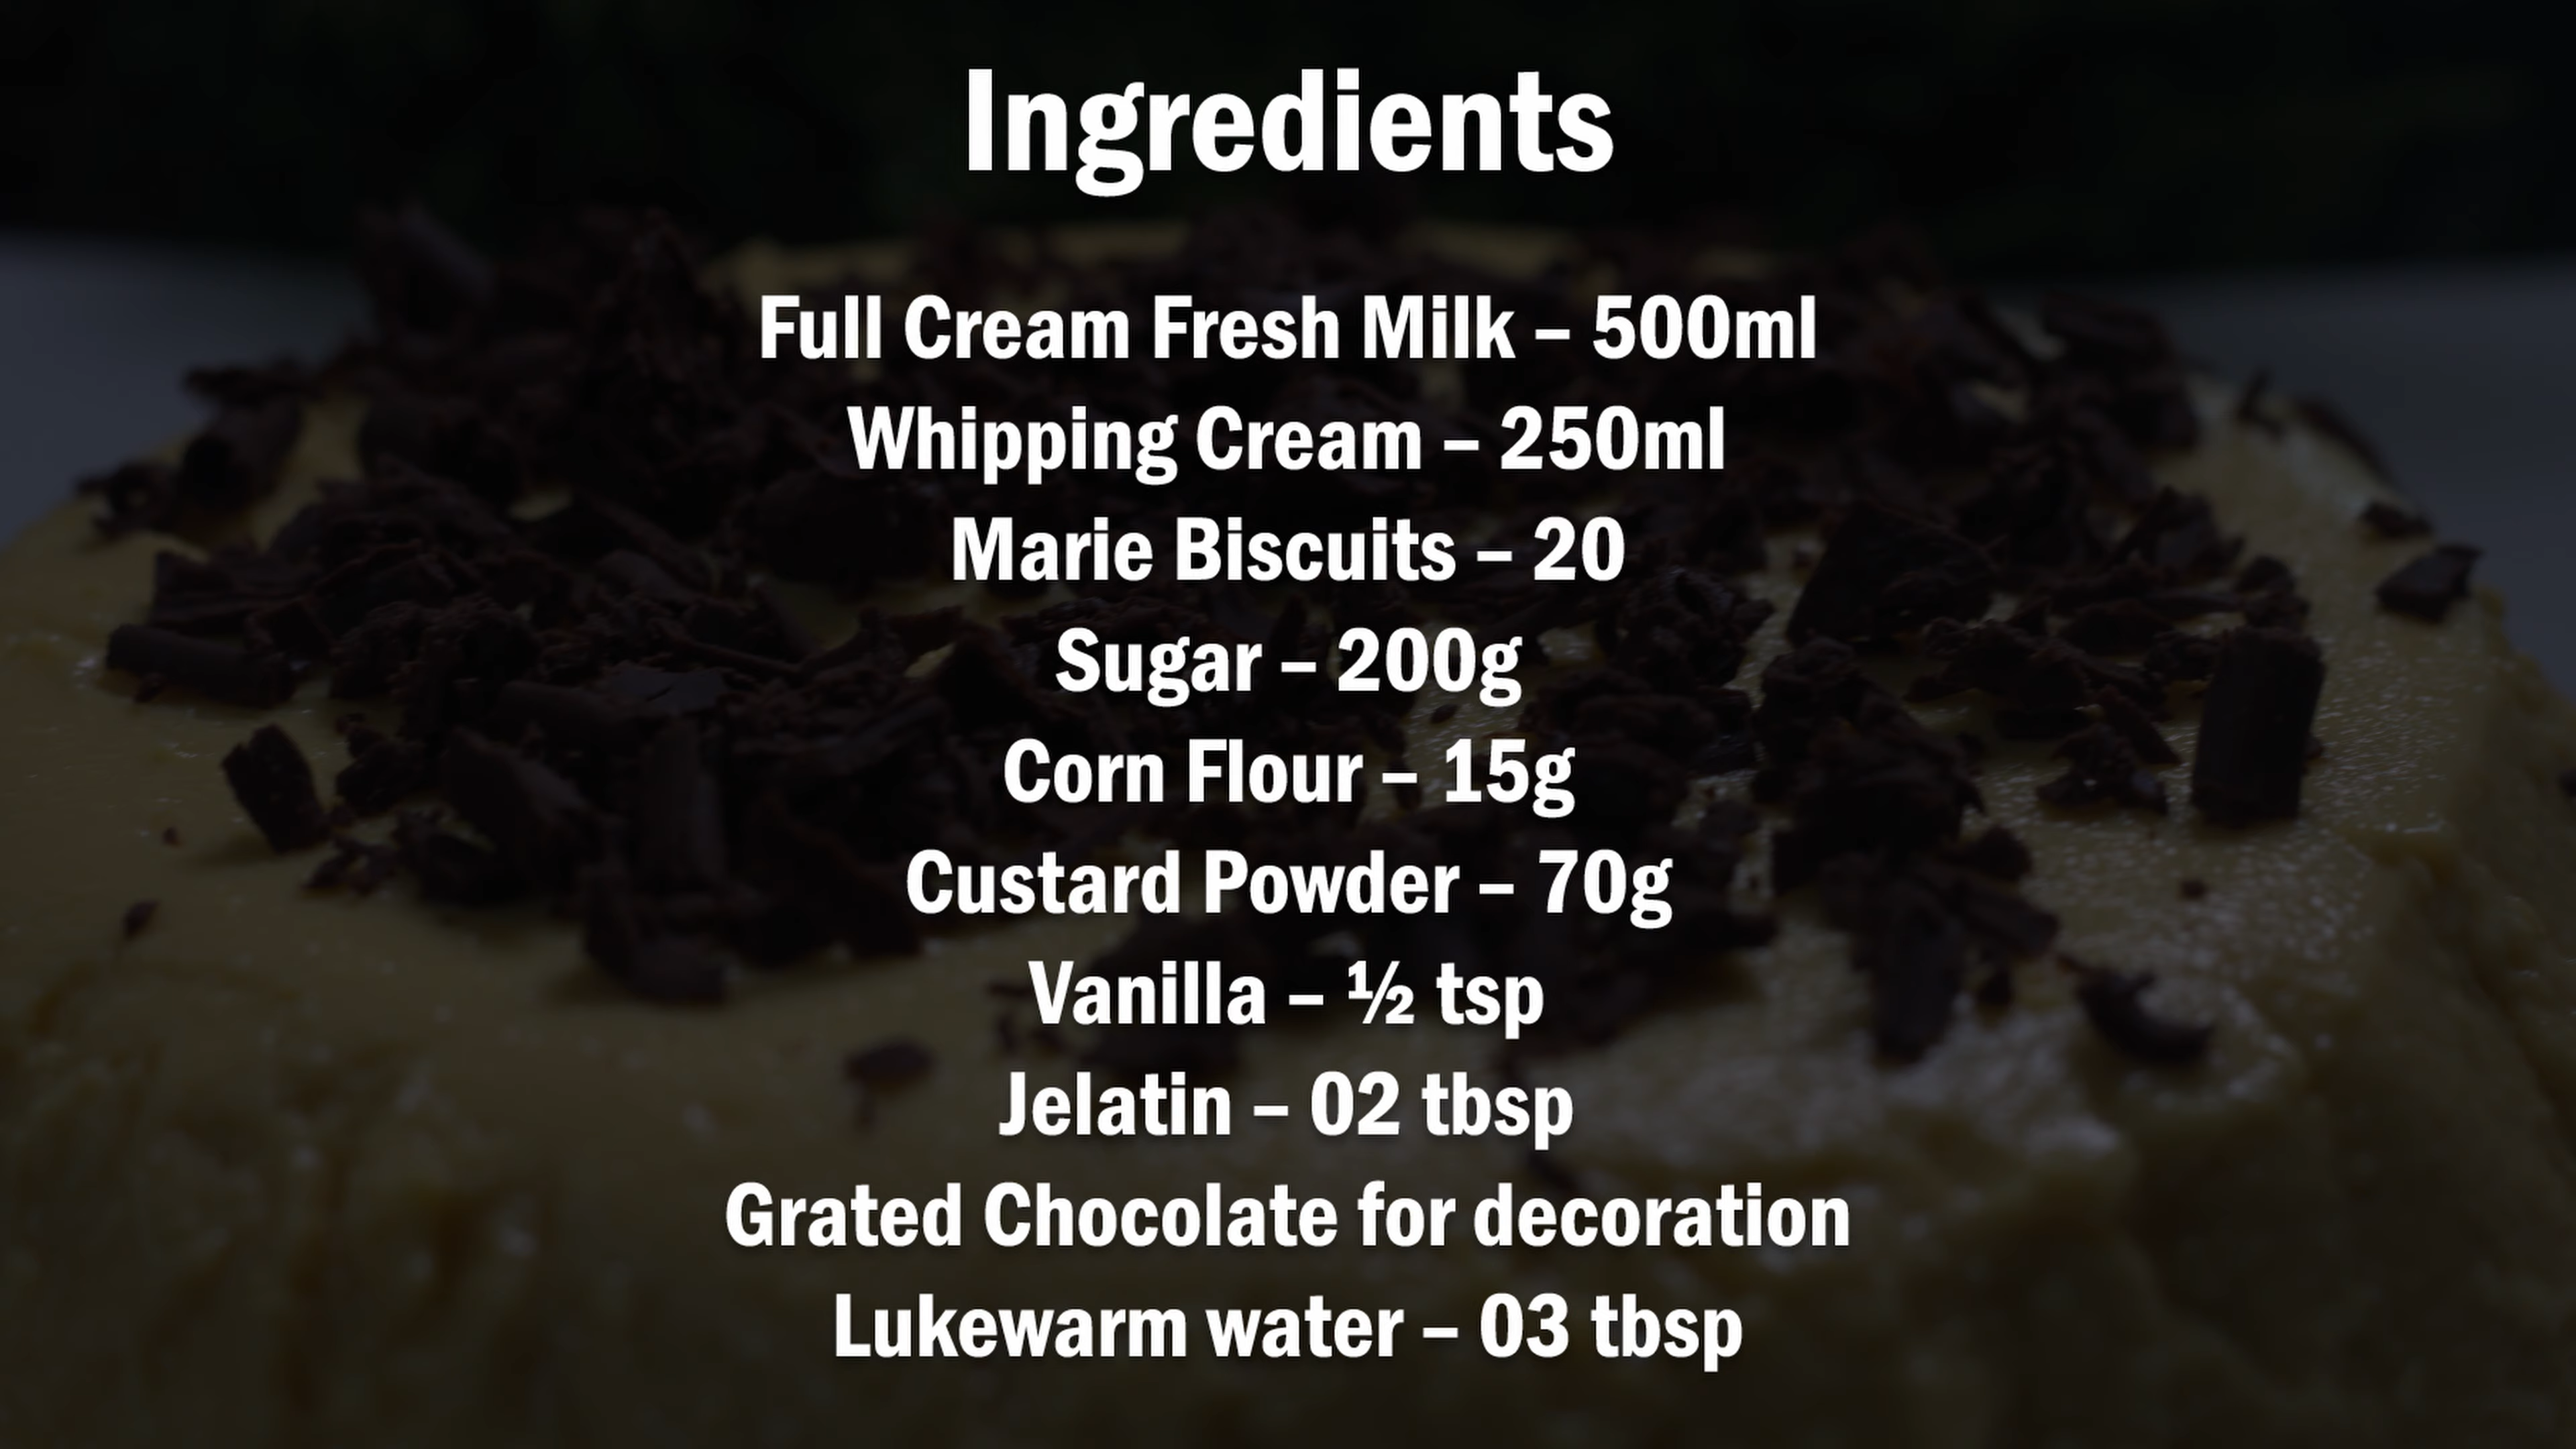 Ingredients
Full Cream Fresh Milk – 500ml
Whipping Cream – 250ml
Marie Biscuits – 20
Sugar – 200g
Corn Flour – 15g
Custard Powder – 70g
Vanilla – ½ tsp
Jelatin – 02 tbsp
Grated Chocolate for decoration
Lukewarm water – 03 tbsp